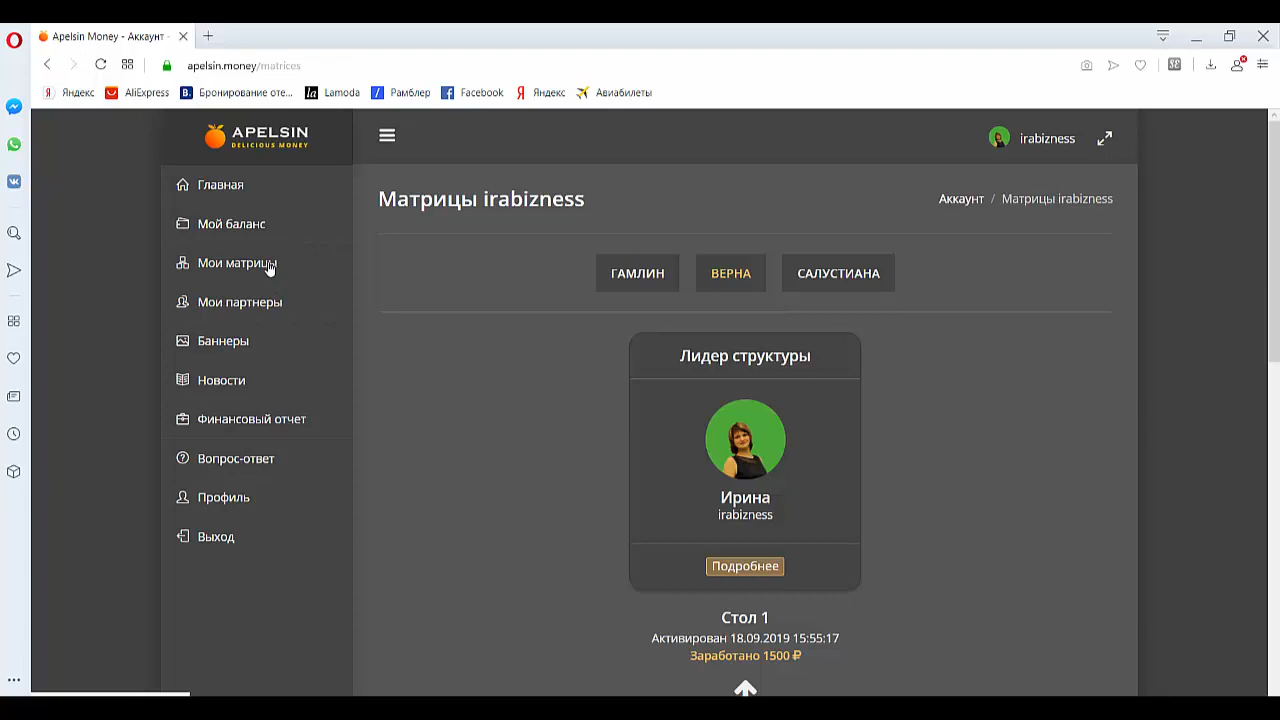 Apelsin Money - Аккаунт -
apelsin.money/matrices
Яндекс AliExpress Бронирование оте... Lamoda Рамблер Facebook Яндекс Авиабилеты
APELSIN
DELICIOUS MONEY
irabizness
Главная
Мой баланс
Мои матрицы
Мои партнеры
Баннеры
Новости
Финансовый отчет
Вопрос-ответ
Профиль
Выход
Матрицы irabizness
Аккаунт / Матрицы irabizness
ГАМЛИН ВЕРНА САЛУСТИАНА
Лидер структуры
Ирина
irabizness
Подробнее
Стол 1
Активирован 18.09.2019 15:55:17
Заработано 1500 ₽